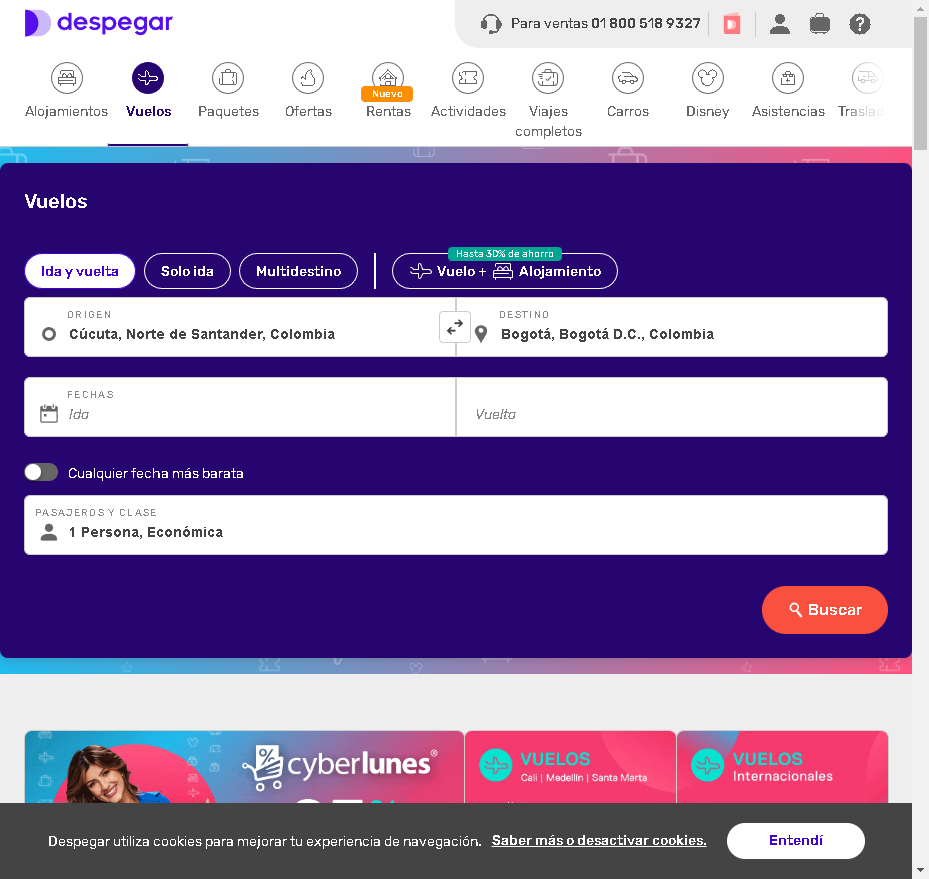 despegar
Para ventas 01 800 518 9327
Alojamientos
Vuelos
Paquetes
Ofertas
Nuevo
Rentas
Actividades
Viajes
completos
Carros
Disney
Asistencias
Traslad
Vuelos
Hasta 30% de ahorro
Ida y vuelta
Solo ida
Multidestino
Vuelo + Alojamiento
ORIGEN
Cúcuta, Norte de Santander, Colombia
DESTINO
Bogotá, Bogotá D.C., Colombia
FECHAS
Ida
Vuelta
Cualquier fecha más barata
PASAJEROS Y CLASE
1 Persona, Económica
Buscar
cyberlunes®
VUELOS
Cali | Medellín | Santa Marta
VUELOS
Internacionales
Despegar utiliza cookies para mejorar tu experiencia de navegación. Saber más o desactivar cookies.
Entendí